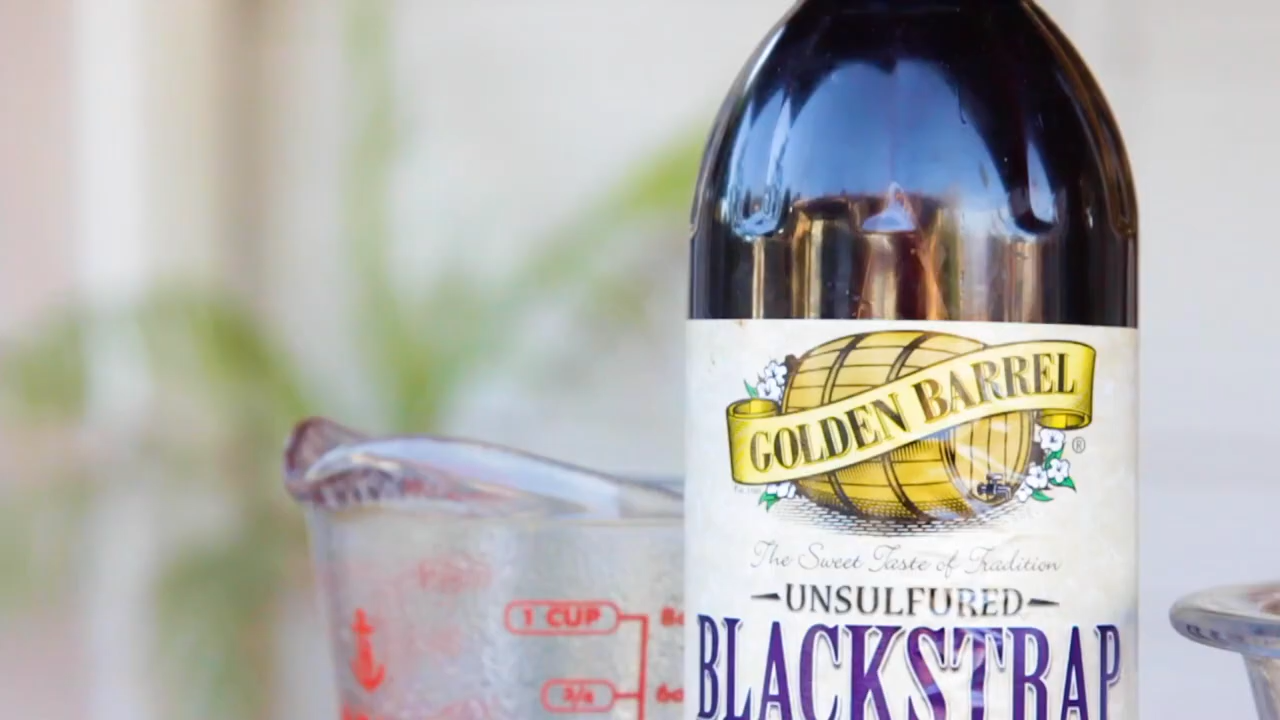 GOLDEN BARREL
®
The Sweet Taste of Tradition
UNSULFURED
BLACKSTRAP
1 CUP
3/4